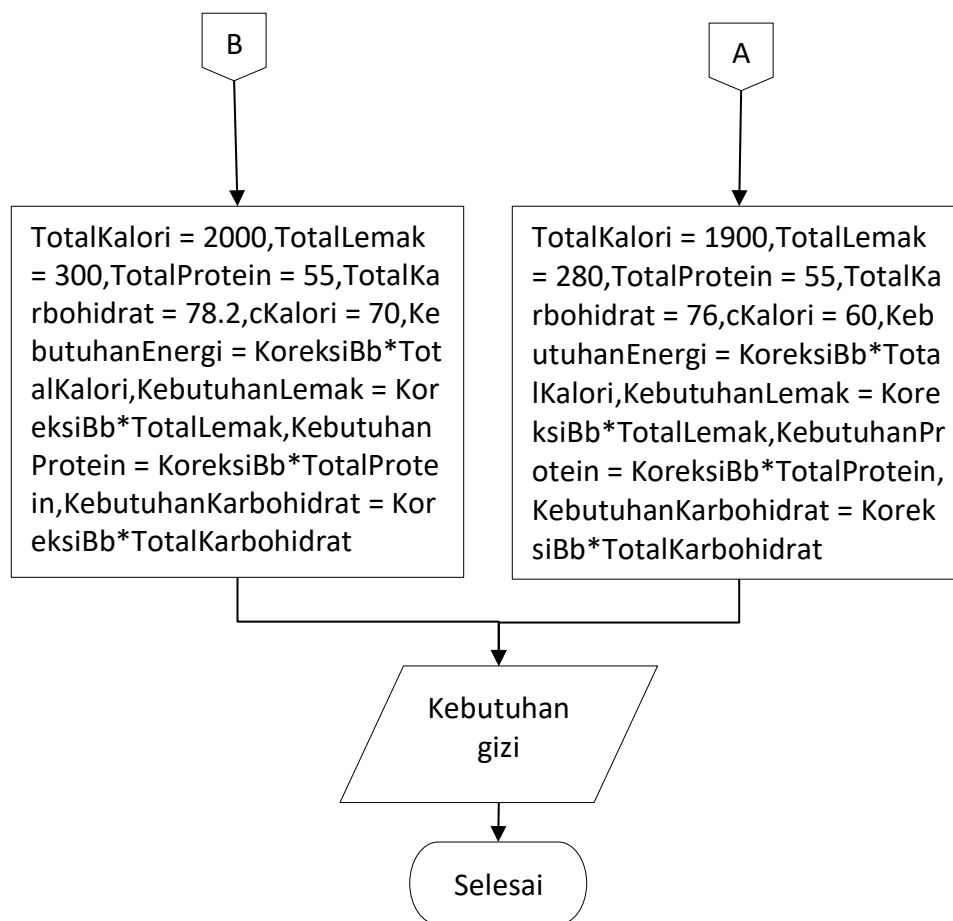 B
A
TotalKalori = 2000,TotalLemak
= 300,TotalProtein = 55,TotalKa
rbohidrat = 78.2,cKalori = 70,Ke
butuhanEnergi = KoreksiBb*Tot
alKalori,KebutuhanLemak = Kor
eksiBb*TotalLemak,Kebutuhan
Protein = KoreksiBb*TotalProte
in,KebutuhanKarbohidrat = Kor
eksiBb*TotalKarbohidrat
TotalKalori = 1900,TotalLemak
= 280,TotalProtein = 55,TotalKa
rbohidrat = 76,cKalori = 60,Keb
utuhanEnergi = KoreksiBb*Tota
lKalori,KebutuhanLemak = Kore
ksiBb*TotalLemak,KebutuhanPr
otein = KoreksiBb*TotalProtein,
KebutuhanKarbohidrat = Korek
siBb*TotalKarbohidrat
Kebutuhan
gizi
Selesai